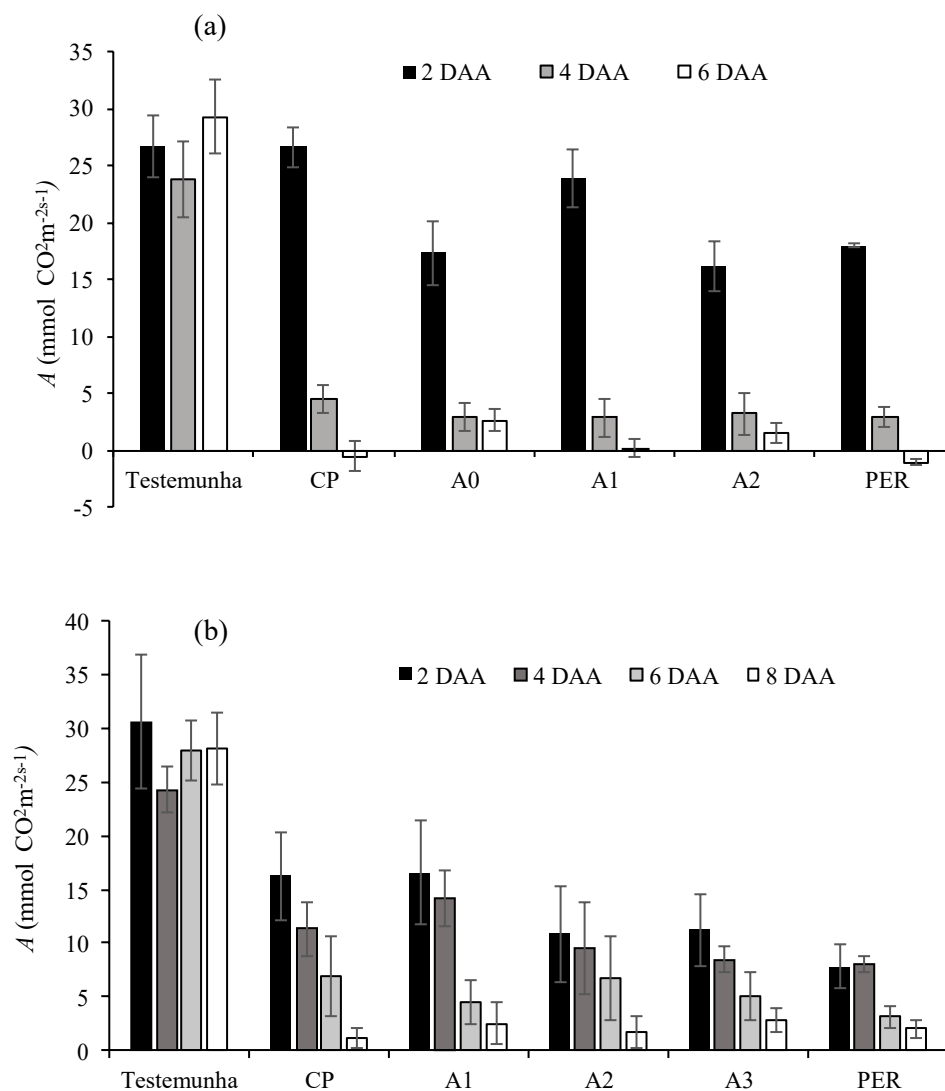 (a)
35
30
25
20
15
10
5
0
-5
A (mmol CO²m⁻²ˢ⁻¹)
2 DAA 4 DAA 6 DAA
Testemunha CP A0 A1 A2 PER
(b)
40
35
30
25
20
15
10
5
0
A (mmol CO²m⁻²ˢ⁻¹)
2 DAA 4 DAA 6 DAA 8 DAA
Testemunha CP A1 A2 A3 PER